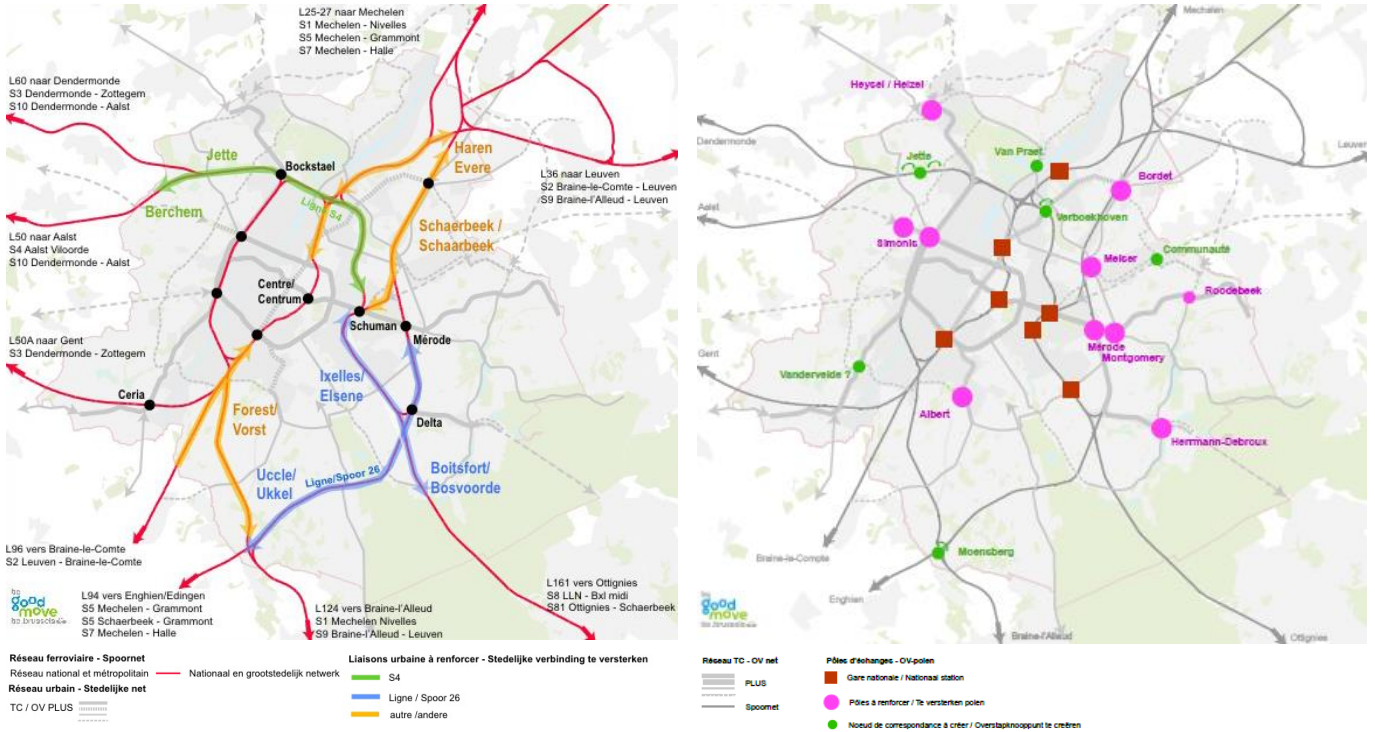 L25-27 naar Mechelen
S1 Mechelen - Nivelles
S5 Mechelen - Grammont
S7 Mechelen - Halle
L60 naar Dendermonde
S3 Dendermonde - Zottegem
S10 Dendermonde - Aalst
Jette
Bockstael
Haren
Evere
L36 naar Leuven
S2 Braine-le-Comte - Leuven
S9 Braine-l'Alleud - Leuven
Ligne S4
Berchem
Schaerbeek /
Schaarbeek
L50 naar Aalst
S4 Aalst Viloorde
S10 Dendermonde - Aalst
Centre/
Centrum
Schuman
Mérode
L50A naar Gent
S3 Dendermonde - Zottegem
Ixelles/
Elsene
Ceria
Forest/
Vorst
Delta
Uccle/
Ukkel
Ligne/Spoor 26
Boitsfort/
Bosvoorde
L96 vers Braine-le-Comte
S2 Leuven - Braine-le-Comte
L94 vers Enghien/Edingen
S5 Mechelen - Grammont
S5 Schaerbeek - Grammont
S7 Mechelen - Halle
L124 vers Braine-l'Alleud
S1 Mechelen Nivelles
S9 Braine-l'Alleud - Leuven
L161 vers Ottignies
S8 LLN - Bxl midi
S81 Ottignies - Schaerbeek
good
move
Réseau ferroviaire - Spoornet
Réseau national et métropolitain
Nationaal en grootstedelijk netwerk
Réseau urbain - Stedelijke net
TC / OV PLUS
Liaisons urbaine à renforcer - Stedelijke verbinding te versterken
S4
Ligne / Spoor 26
autre /andere
Mechelen
Heysel / Heizel
Dendermonde
Jette
Van Praet
Leuven
Bordet
Aalst
Verboekhoven
Simonis
Communauté
Meiser
Roodebeek
Gent
Mérode
Montgomery
Vandervelde ?
Albert
Herrmann-Debroux
Moensberg
Braine-le-Compte
Enghien
good
move
Braine-l'Alleud
Ottignies
Réseau TC - OV net
PLUS
Spoornet
Pôles d'échanges - OV-polen
Gare nationale / Nationaal station
Pôles à renforcer / Te versterken polen
Noeud de correspondance à créer / Overstapknooppunt te creëren